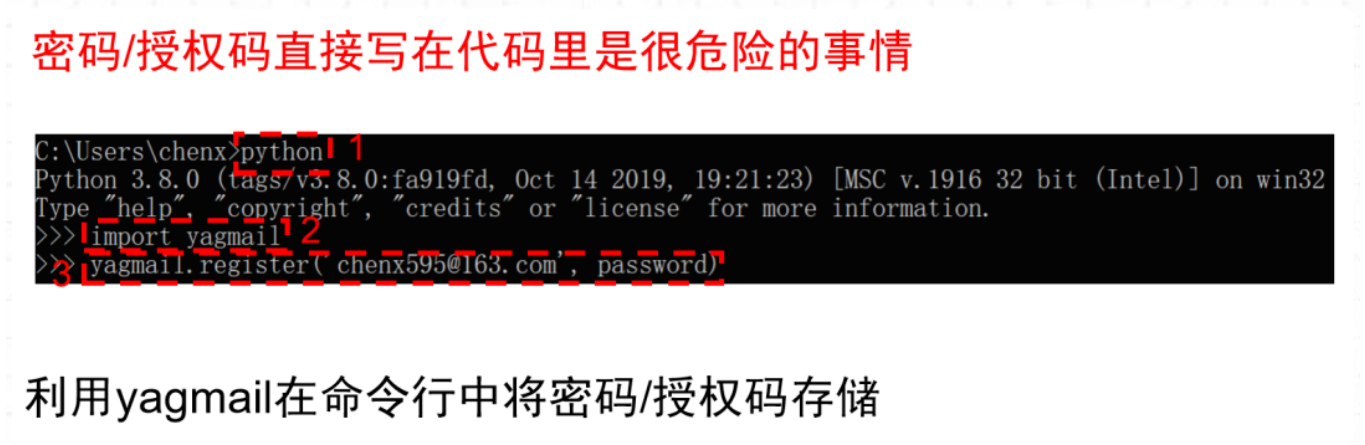 密码/授权码直接写在代码里是很危险的事情
C:\Users\chenx>python 1
Python 3.8.0 (tags/v3.8.0:fa919fd, Oct 14 2019, 19:21:23) [MSC v.1916 32 bit (Intel)] on win32
Type "help", "copyright", "credits" or "license" for more information.
>>> import yagmail 2
>>> yagmail.register('chenx595@163.com', password)
3
利用yagmail在命令行中将密码/授权码存储